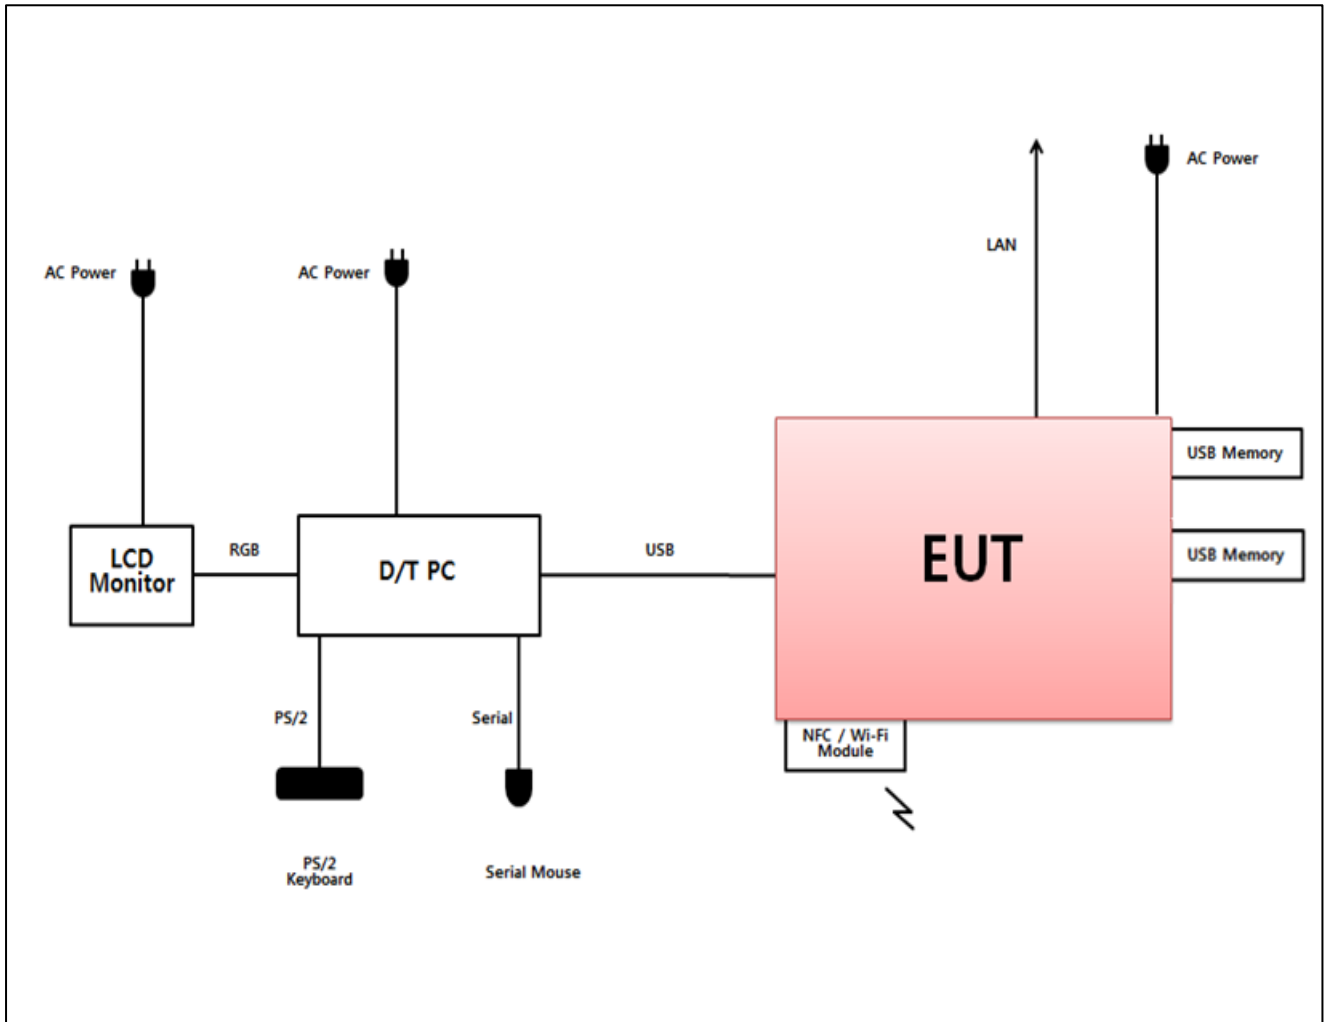 AC Power
LAN
AC Power
AC Power
USB Memory
LCD
Monitor
RGB
D/T PC
USB
EUT
USB Memory
PS/2
Serial
NFC / Wi-Fi
Module
PS/2
Keyboard
Serial Mouse